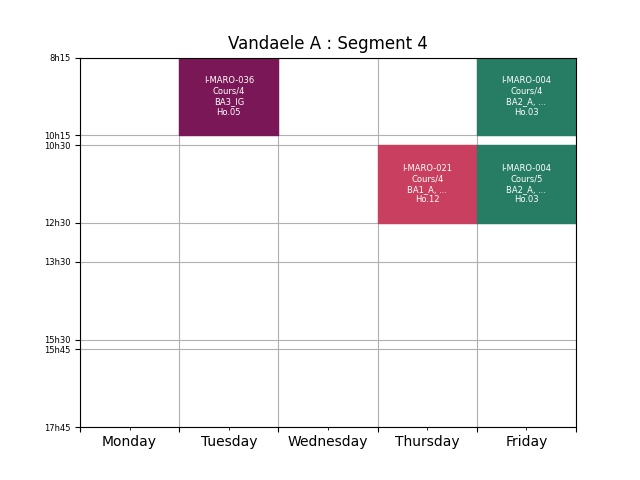 Vandaele A : Segment 4
8h15
I-MARO-036
Cours/4
BA3_IG
Ho.05
I-MARO-004
Cours/4
BA2_A, ...
Ho.03
10h15
10h30
I-MARO-021
Cours/4
BA1_A, ...
Ho.12
I-MARO-004
Cours/5
BA2_A, ...
Ho.03
12h30
13h30
15h30
15h45
17h45
Monday
Tuesday
Wednesday
Thursday
Friday